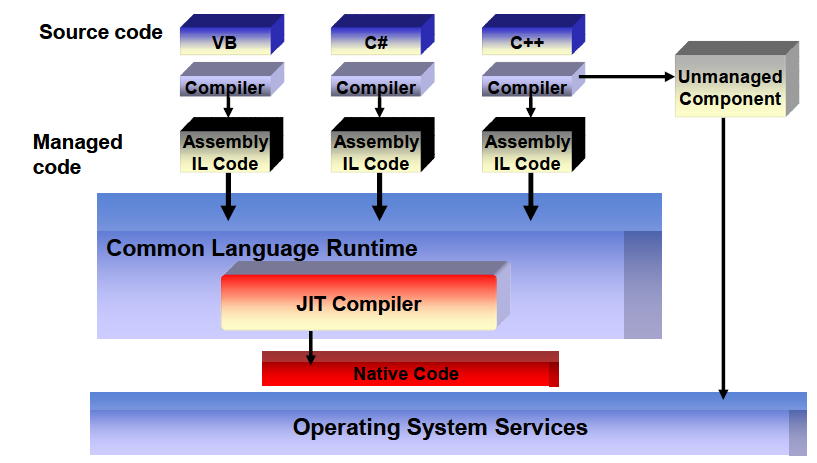 Source code
VB
C#
C++
Compiler
Compiler
Compiler
Unmanaged
Component
Managed
code
Assembly
IL Code
Assembly
IL Code
Assembly
IL Code
Common Language Runtime
JIT Compiler
Native Code
Operating System Services